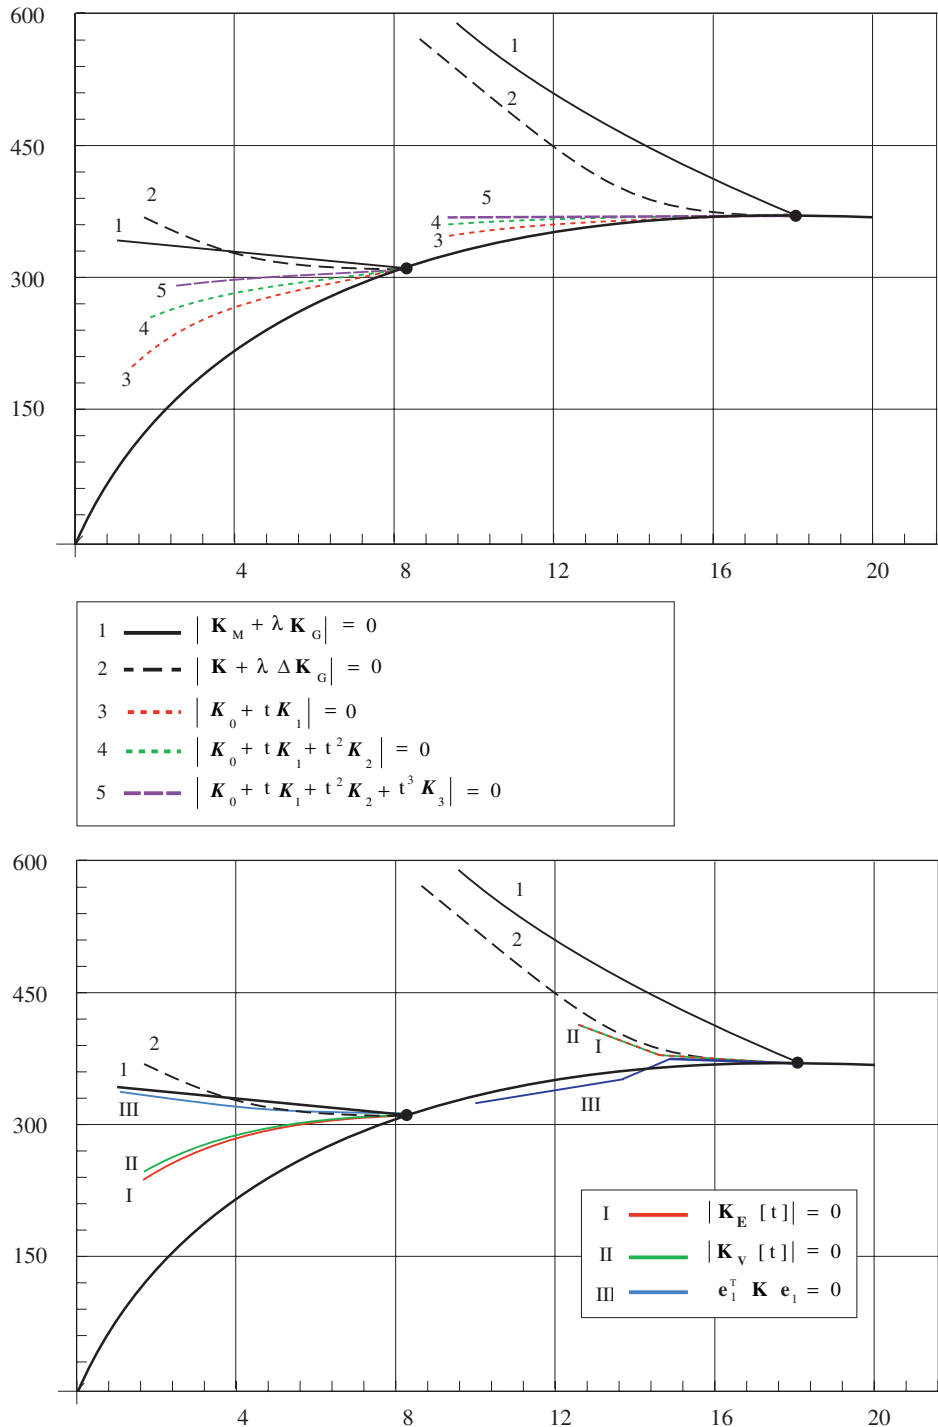 600
1
2
450
2
5
1
4
3
300
5
4
3
150
4 8 12 16 20
1 | K_M + λ K_G | = 0
2 | K + λ Δ K_G | = 0
3 | K_0 + t K_1 | = 0
4 | K_0 + t K_1 + t^2 K_2 | = 0
5 | K_0 + t K_1 + t^2 K_2 + t^3 K_3 | = 0
600
1
2
450
II I
2
1
III
III
300
II
I
I | K_E [t] | = 0
150
II | K_V [t] | = 0
III e_1^T K e_1 = 0
4 8 12 16 20